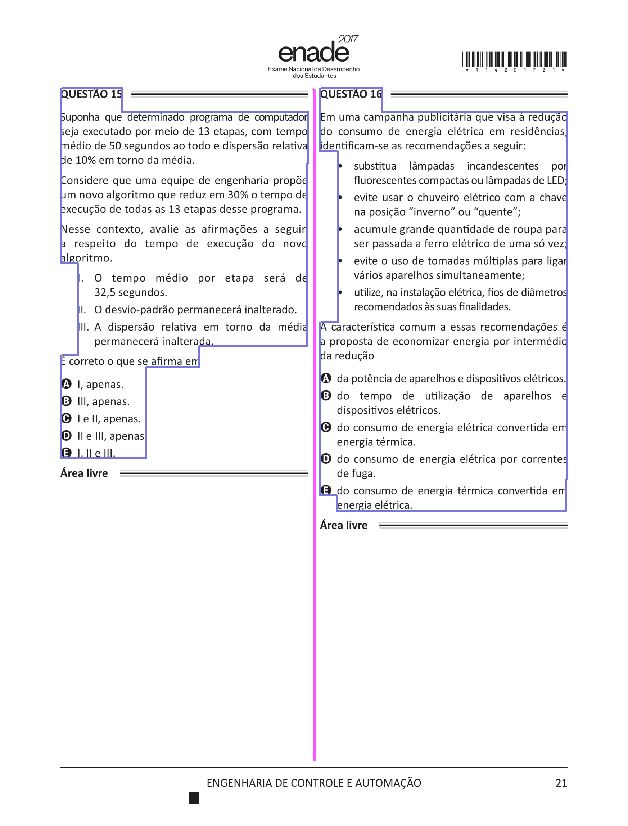 enade 2017
Exame Nacional de Desempenho
dos Estudantes
*R1420172​1*
QUESTÃO 15
Suponha que determinado programa de computador
seja executado por meio de 13 etapas, com tempo
médio de 50 segundos ao todo e dispersão relativa
de 10% em torno da média.
Considere que uma equipe de engenharia propõe
um novo algoritmo que reduz em 30% o tempo de
execução de todas as 13 etapas desse programa.
Nesse contexto, avalie as afirmações a seguir
a respeito do tempo de execução do novo
algoritmo.
I. O tempo médio por etapa será de
32,5 segundos.
II. O desvio-padrão permanecerá inalterado.
III. A dispersão relativa em torno da média
permanecerá inalterada.
É correto o que se afirma em
A I, apenas.
B III, apenas.
C I e II, apenas.
D II e III, apenas
E I, II e III.
Área livre
QUESTÃO 16
Em uma campanha publicitária que visa à redução
do consumo de energia elétrica em residências,
identificam-se as recomendações a seguir:
• substitua lâmpadas incandescentes por
fluorescentes compactas ou lâmpadas de LED;
• evite usar o chuveiro elétrico com a chave
na posição "inverno" ou "quente";
• acumule grande quantidade de roupa para
ser passada a ferro elétrico de uma só vez;
• evite o uso de tomadas múltiplas para ligar
vários aparelhos simultaneamente;
• utilize, na instalação elétrica, fios de diâmetros
recomendados às suas finalidades.
A característica comum a essas recomendações é
a proposta de economizar energia por intermédio
da redução
A da potência de aparelhos e dispositivos elétricos.
B do tempo de utilização de aparelhos e
dispositivos elétricos.
C do consumo de energia elétrica convertida em
energia térmica.
D do consumo de energia elétrica por correntes
de fuga.
E do consumo de energia térmica convertida em
energia elétrica.
Área livre
ENGENHARIA DE CONTROLE E AUTOMAÇÃO
21